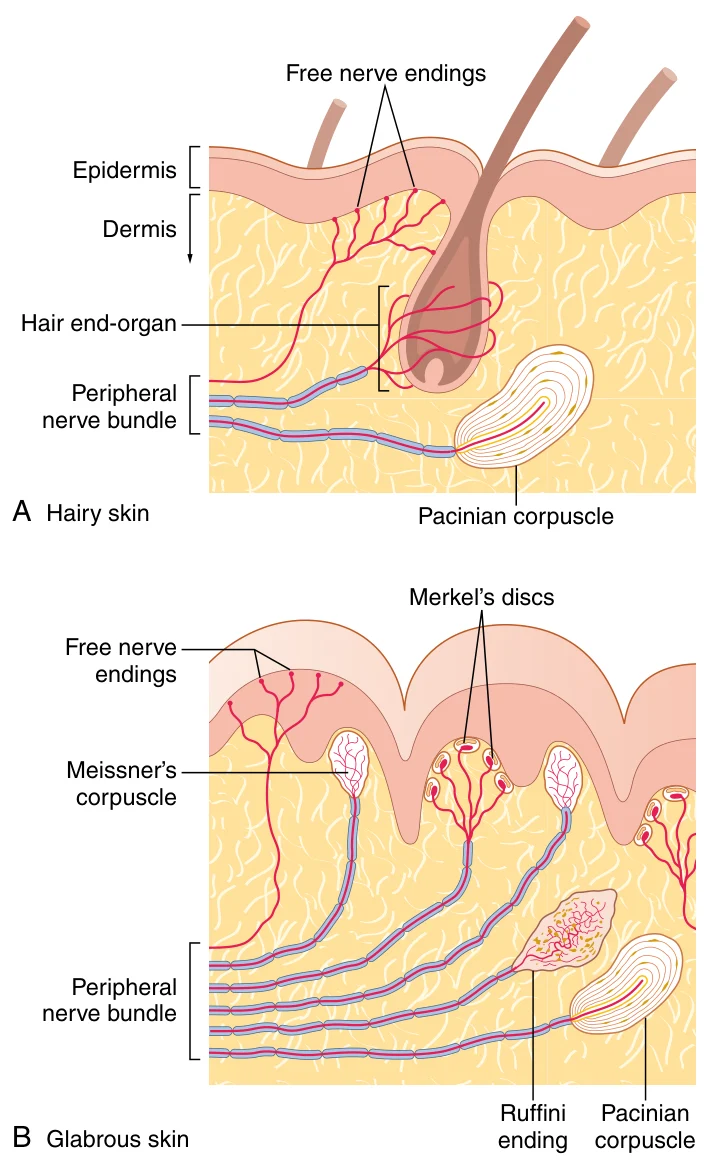 Free nerve endings
Epidermis
Dermis
Hair end-organ
Peripheral
nerve bundle
A Hairy skin
Pacinian corpuscle
Merkel's discs
Free nerve
endings
Meissner's
corpuscle
Peripheral
nerve bundle
Ruffini
ending
Pacinian
corpuscle
B Glabrous skin